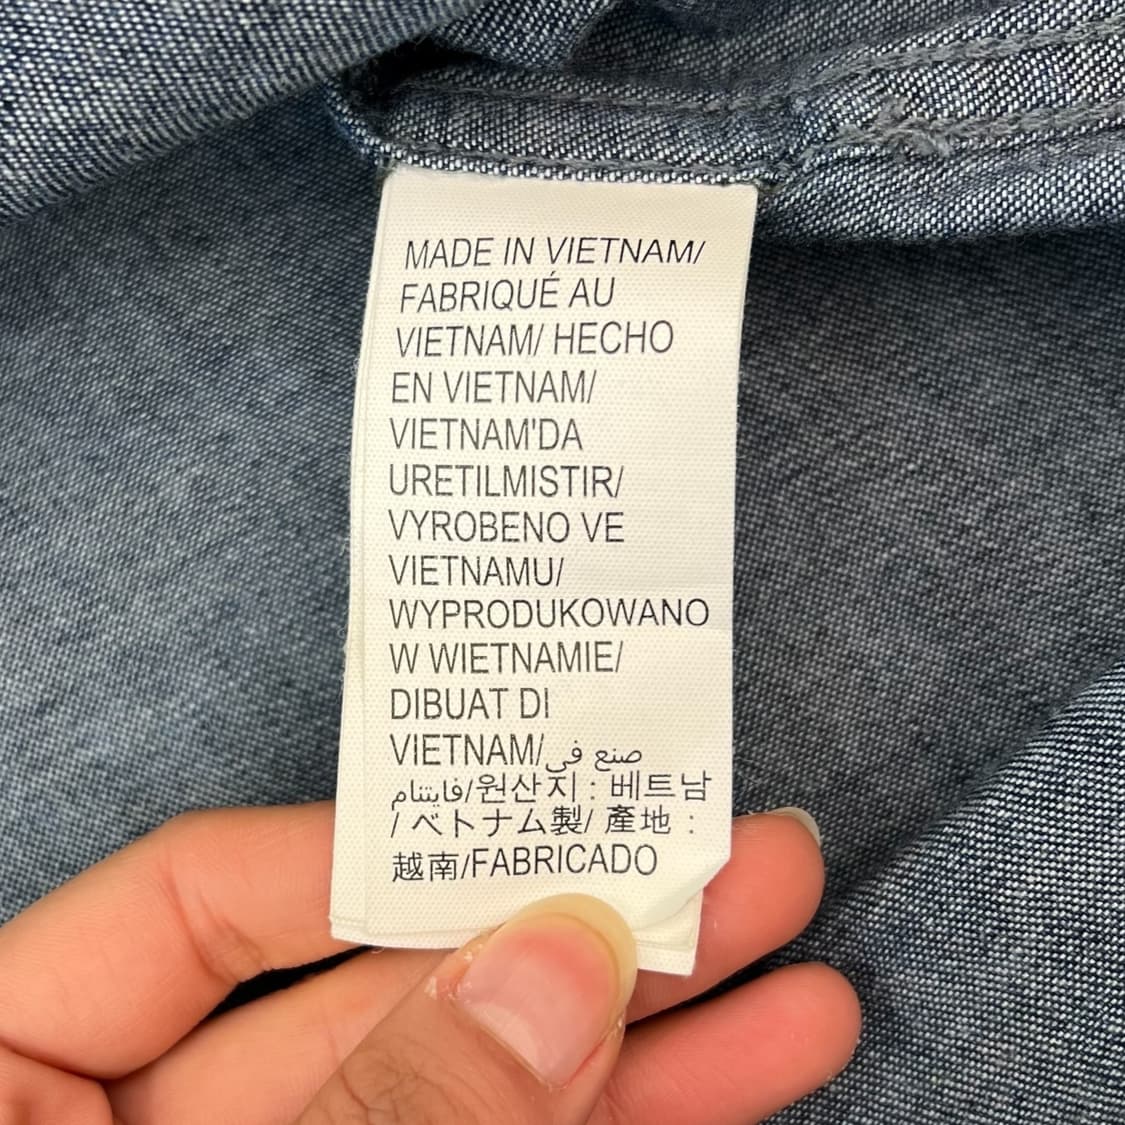 MADE IN VIETNAM/
FABRIQUÉ AU
VIETNAM/ HECHO
EN VIETNAM/
VIETNAM'DA
URETILMISTIR/
VYROBENO VE
VIETNAMU/
WYPRODUKOWANO
W WIETNAMIE/
DIBUAT DI
VIETNAM/صنع في
فايتنام/원산지 : 베트남
/ ベトナム製/ 產地 :
越南/FABRICADO